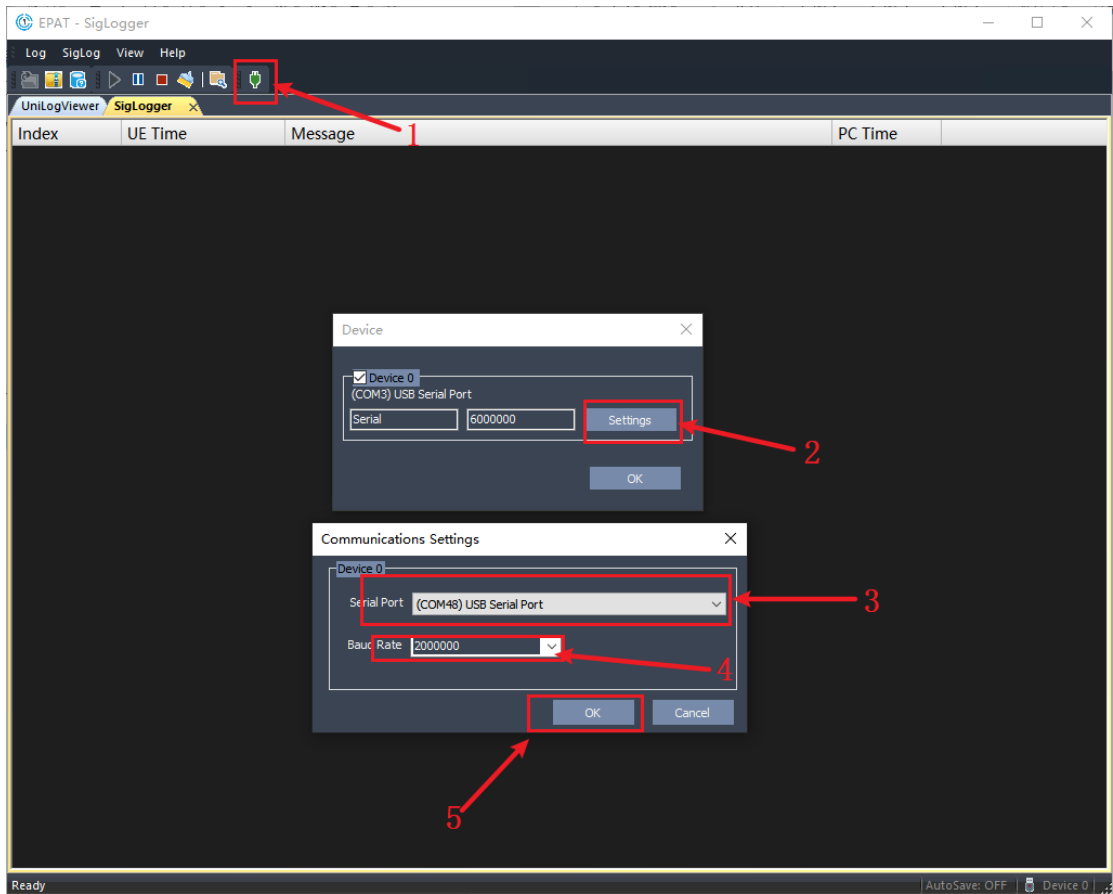 EPAT - SigLogger
Log SigLog View Help
UniLogViewer SigLogger
1
Index UE Time Message PC Time
Device
Device 0
(COM3) USB Serial Port
Serial 6000000 Settings
2
OK
Communications Settings
Device 0
Serial Port (COM48) USB Serial Port
3
Baud Rate 2000000
4
OK Cancel
5
Ready AutoSave: OFF Device 0